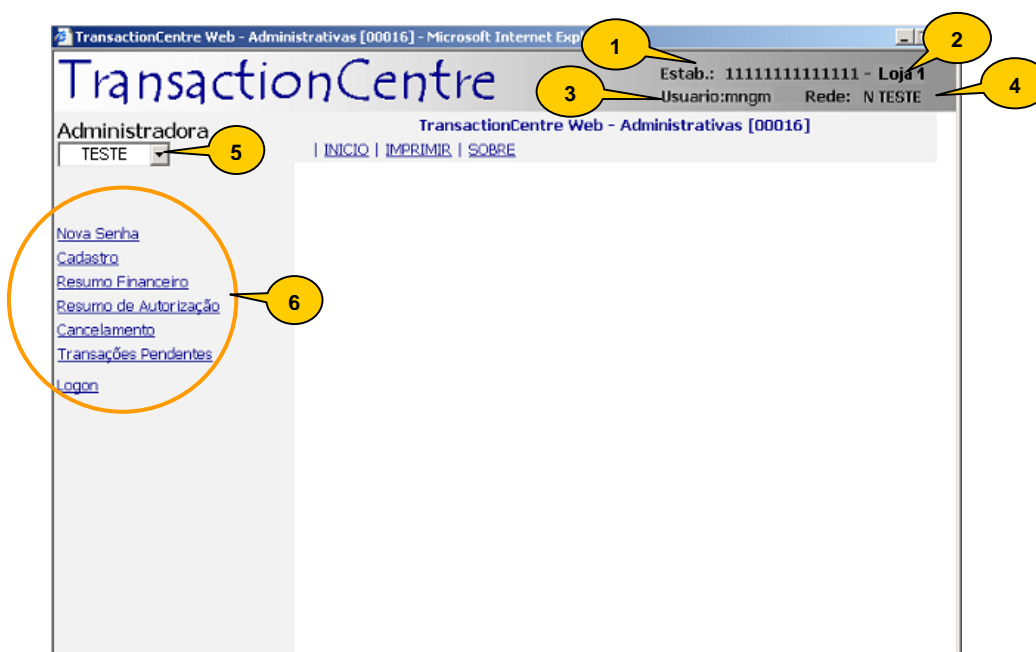 TransactionCentre Web - Administrativas [00016] - Microsoft Internet
1
2
TransactionCentre
Estab.: 11111111111111 - Loja 1
3
Usuario:mngm Rede: N TESTE
4
Administradora
TransactionCentre Web - Administrativas [00016]
TESTE
5
| INICIO | IMPRIMIR | SOBRE
Nova Senha
Cadastro
Resumo Financeiro
6
Resumo de Autorização
Cancelamento
Transações Pendentes
Logon